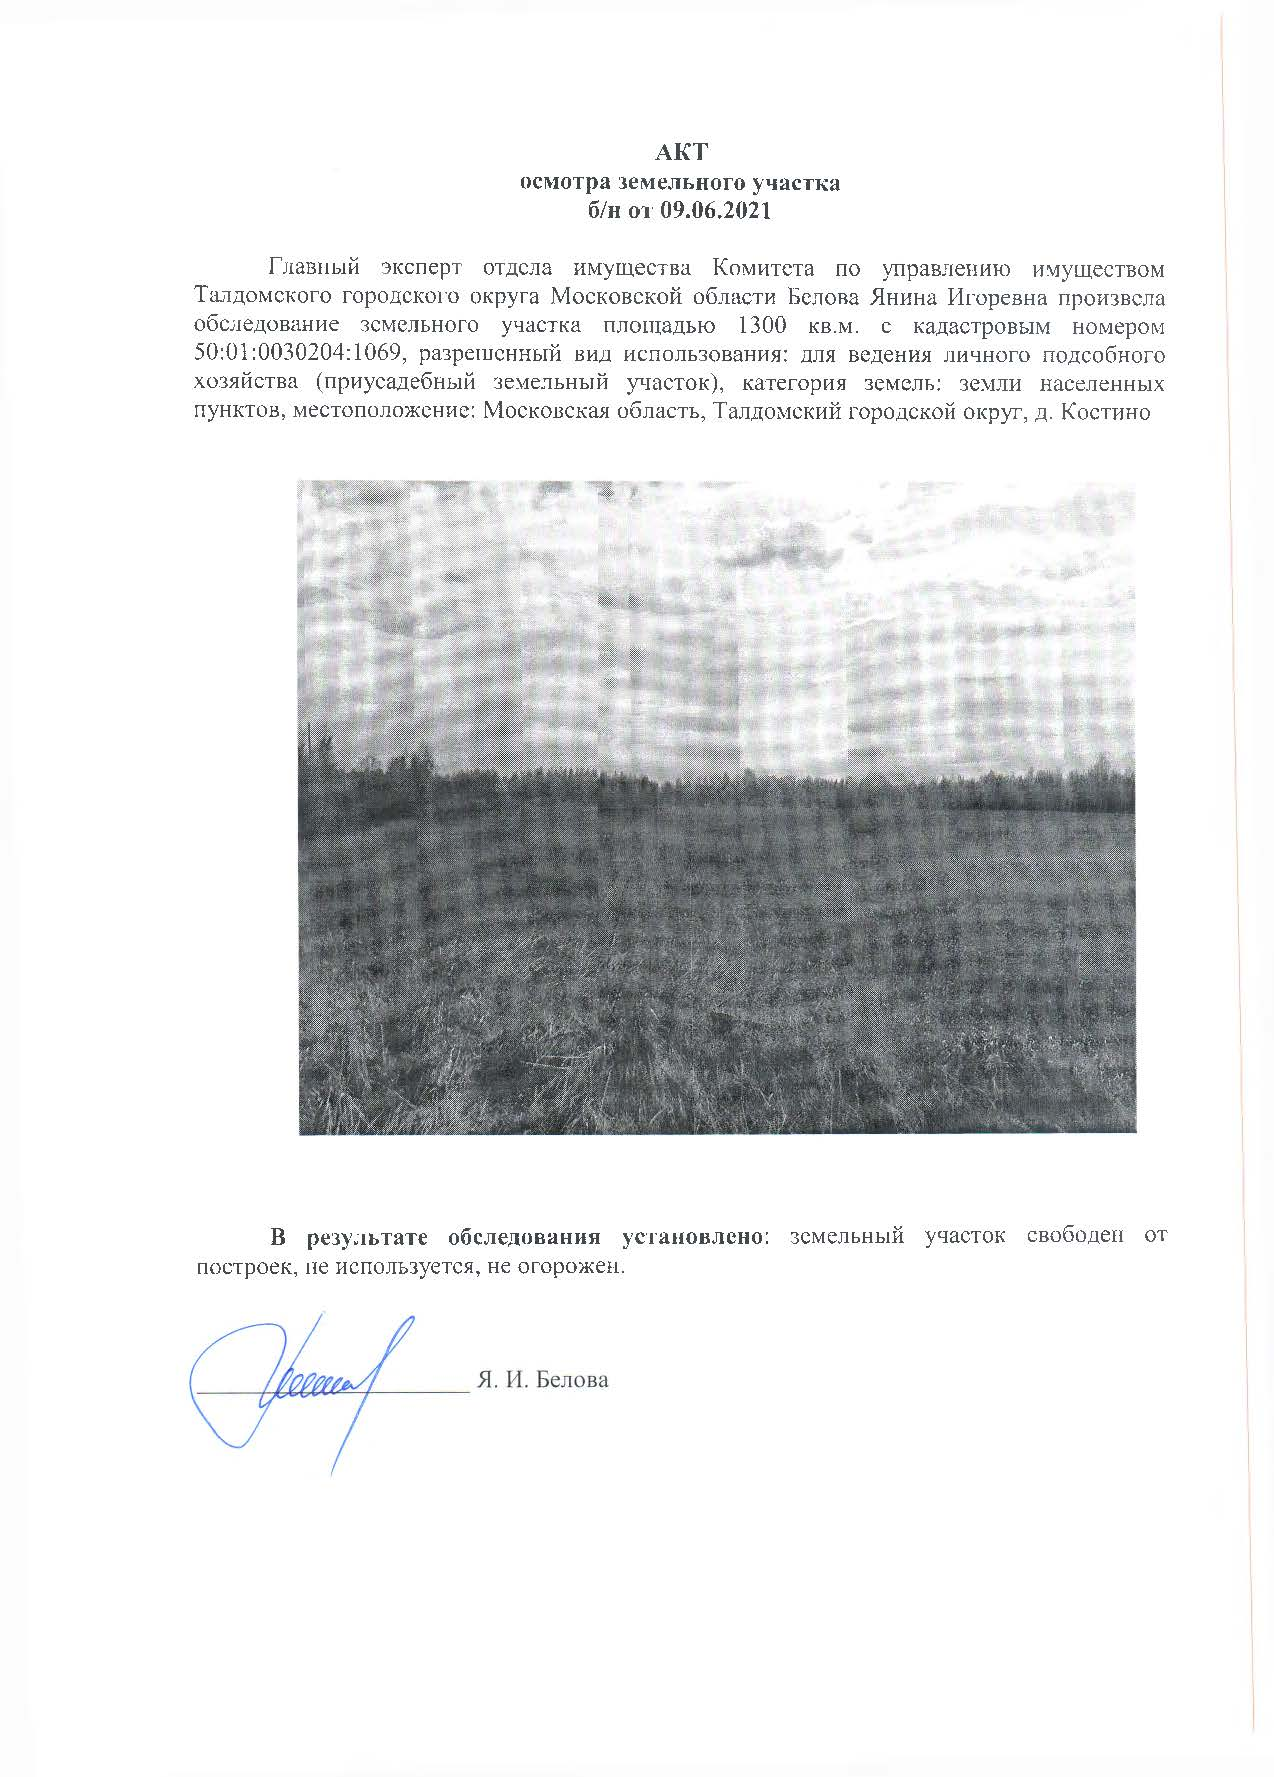 АКТ
осмотра земельного участка
б/н от 09.06.2021
Главный эксперт отдела имущества Комитета по управлению имуществом
Талдомского городского округа Московской области Белова Янина Игоревна произвела
обследование земельного участка площадью 1300 кв.м. с кадастровым номером
50:01:0030204:1069, разрешенный вид использования: для ведения личного подсобного
хозяйства (приусадебный земельный участок), категория земель: земли населенных
пунктов, местоположение: Московская область, Талдомский городской округ, д. Костино
В результате обследования установлено: земельный участок свободен от
построек, не используется, не огорожен.
Я. И. Белова